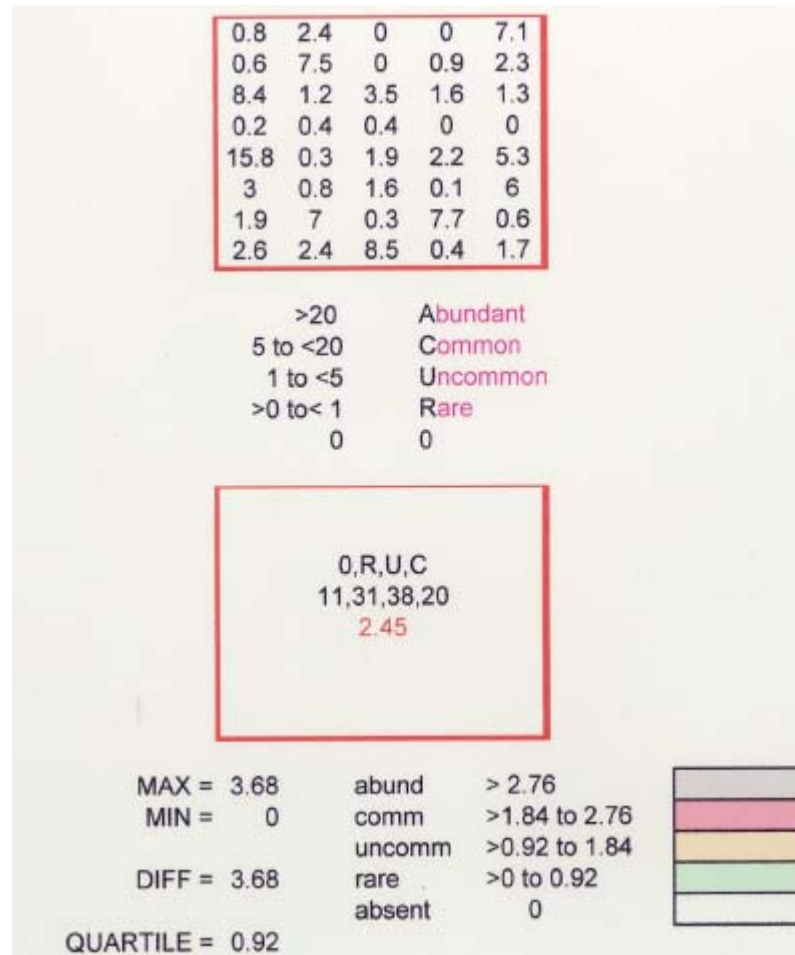 0.8 2.4 0 0 7.1
0.6 7.5 0 0.9 2.3
8.4 1.2 3.5 1.6 1.3
0.2 0.4 0.4 0 0
15.8 0.3 1.9 2.2 5.3
3 0.8 1.6 0.1 6
1.9 7 0.3 7.7 0.6
2.6 2.4 8.5 0.4 1.7
>20 Abundant
5 to <20 Common
1 to <5 Uncommon
>0 to< 1 Rare
0 0
0,R,U,C
11,31,38,20
2.45
MAX = 3.68 abund > 2.76
MIN = 0 comm >1.84 to 2.76
uncomm >0.92 to 1.84
DIFF = 3.68 rare >0 to 0.92
absent 0
QUARTILE = 0.92